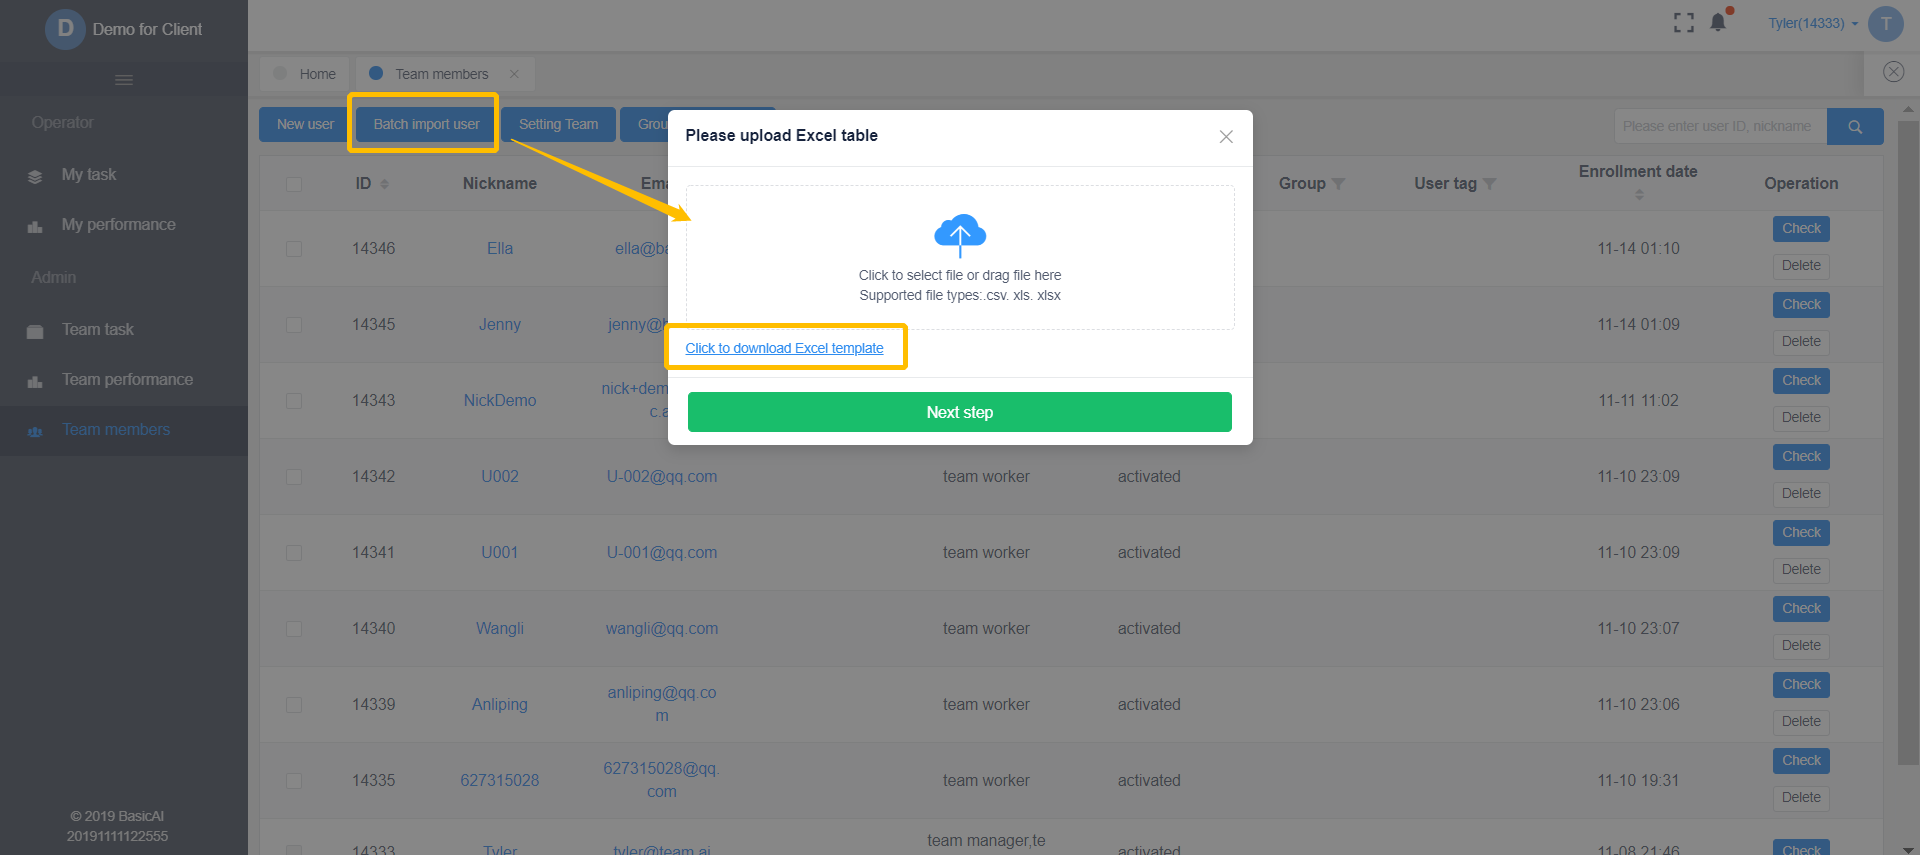 D Demo for Client
Tyler(14333)
T
Home
Team members
Operator
My task
My performance
Admin
Team task
Team performance
Team members
© 2019 BasicAI
20191111122555
New user
Batch import user
Setting Team
Please enter user ID, nickname
ID
Nickname
Group
User tag
Enrollment date
Operation
14346
Ella
11-14 01:10
Check
Delete
14345
Jenny
11-14 01:09
Check
Delete
14343
NickDemo
11-11 11:02
Check
Delete
14342
U002
U-002@qq.com
team worker
activated
11-10 23:09
Check
Delete
14341
U001
U-001@qq.com
team worker
activated
11-10 23:09
Check
Delete
14340
Wangli
wangli@qq.com
team worker
activated
11-10 23:07
Check
Delete
14339
Anliping
anliping@qq.co
m
team worker
activated
11-10 23:06
Check
Delete
14335
627315028
627315028@qq.
com
team worker
activated
11-10 19:31
Check
Delete
14333
Tyler
tyler@team.ai
team manager,te
activated
11-08 21:46
Check
Please upload Excel table
Click to select file or drag file here
Supported file types:.csv. xls. xlsx
Click to download Excel template
Next step